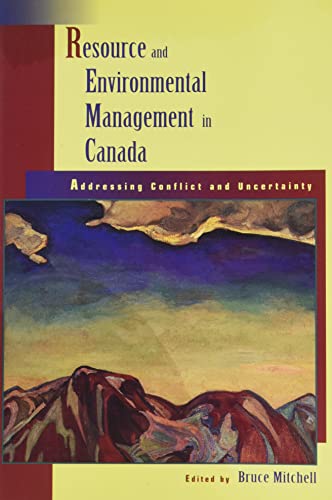 Resource and
Environmental
Management in
Canada
Addressing Conflict and Uncertainty
Edited by Bruce Mitchell